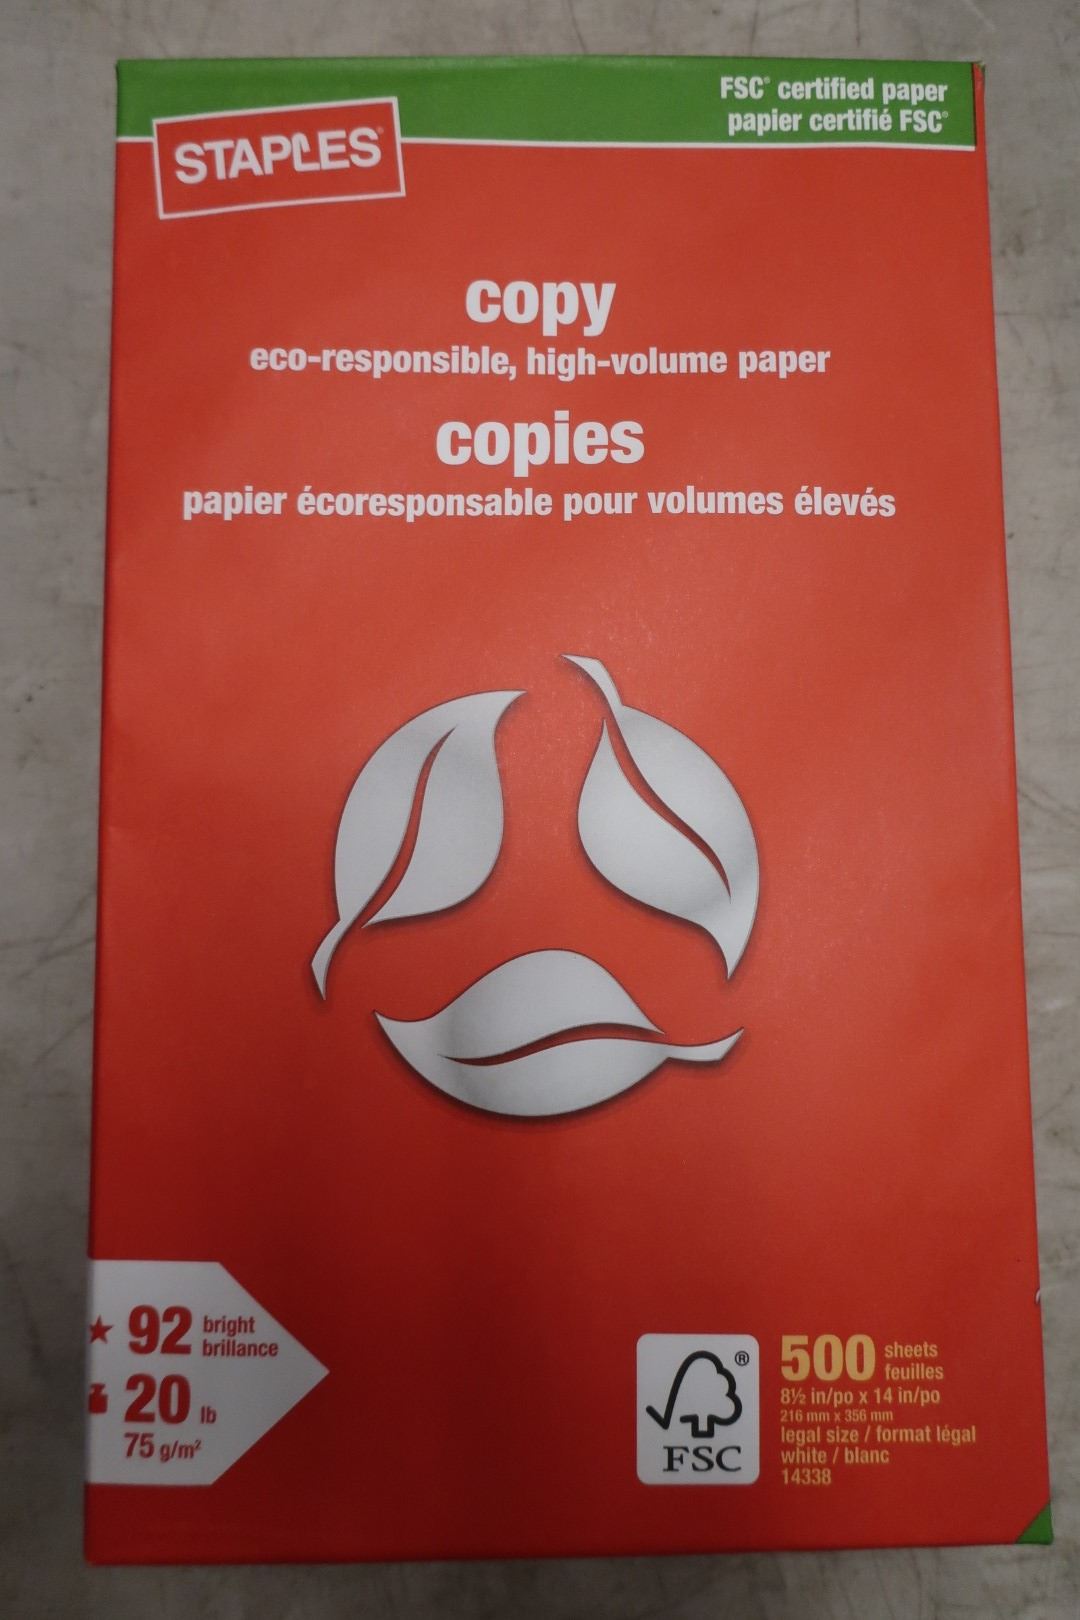 FSC® certified paper
papier certifié FSC®
STAPLES®
copy
eco-responsible, high-volume paper
copies
papier écoresponsable pour volumes élevés
92 bright
brillance
20 lb
75 g/m²
®
FSC
500 sheets
feuilles
8½ in/po x 14 in/po
216 mm x 356 mm
legal size / format légal
white / blanc
14338